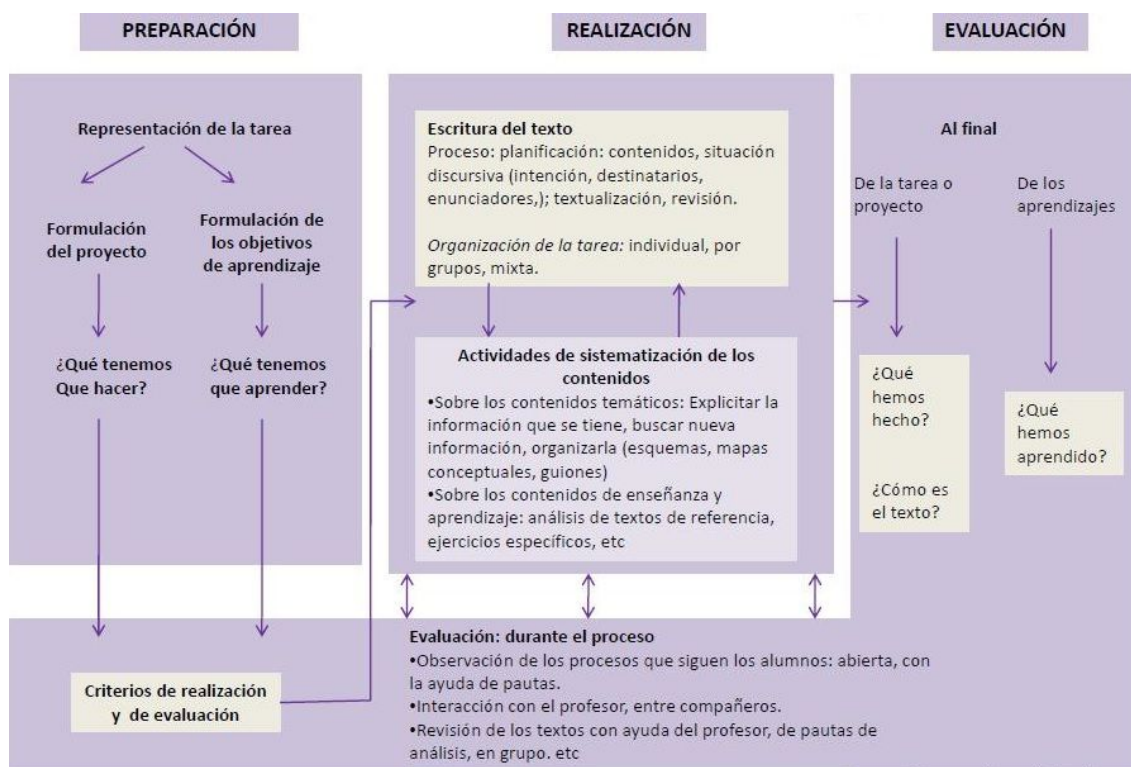 PREPARACIÓN
REALIZACIÓN
EVALUACIÓN
Representación de la tarea
Formulación
del proyecto
Formulación de
los objetivos
de aprendizaje
¿Qué tenemos
Que hacer?
¿Qué tenemos
que aprender?
Criterios de realización
y de evaluación
Escritura del texto
Proceso: planificación: contenidos, situación
discursiva (intención, destinatarios,
enunciadores,); textualización, revisión.
Organización de la tarea: individual, por
grupos, mixta.
Actividades de sistematización de los
contenidos
•Sobre los contenidos temáticos: Explicitar la
información que se tiene, buscar nueva
información, organizarla (esquemas, mapas
conceptuales, guiones)
•Sobre los contenidos de enseñanza y
aprendizaje: análisis de textos de referencia,
ejercicios específicos, etc
Evaluación: durante el proceso
•Observación de los procesos que siguen los alumnos: abierta, con
la ayuda de pautas.
•Interacción con el profesor, entre compañeros.
•Revisión de los textos con ayuda del profesor, de pautas de
análisis, en grupo. etc
Al final
De la tarea o
proyecto
De los
aprendizajes
¿Qué
hemos
hecho?
¿Cómo es
el texto?
¿Qué
hemos
aprendido?